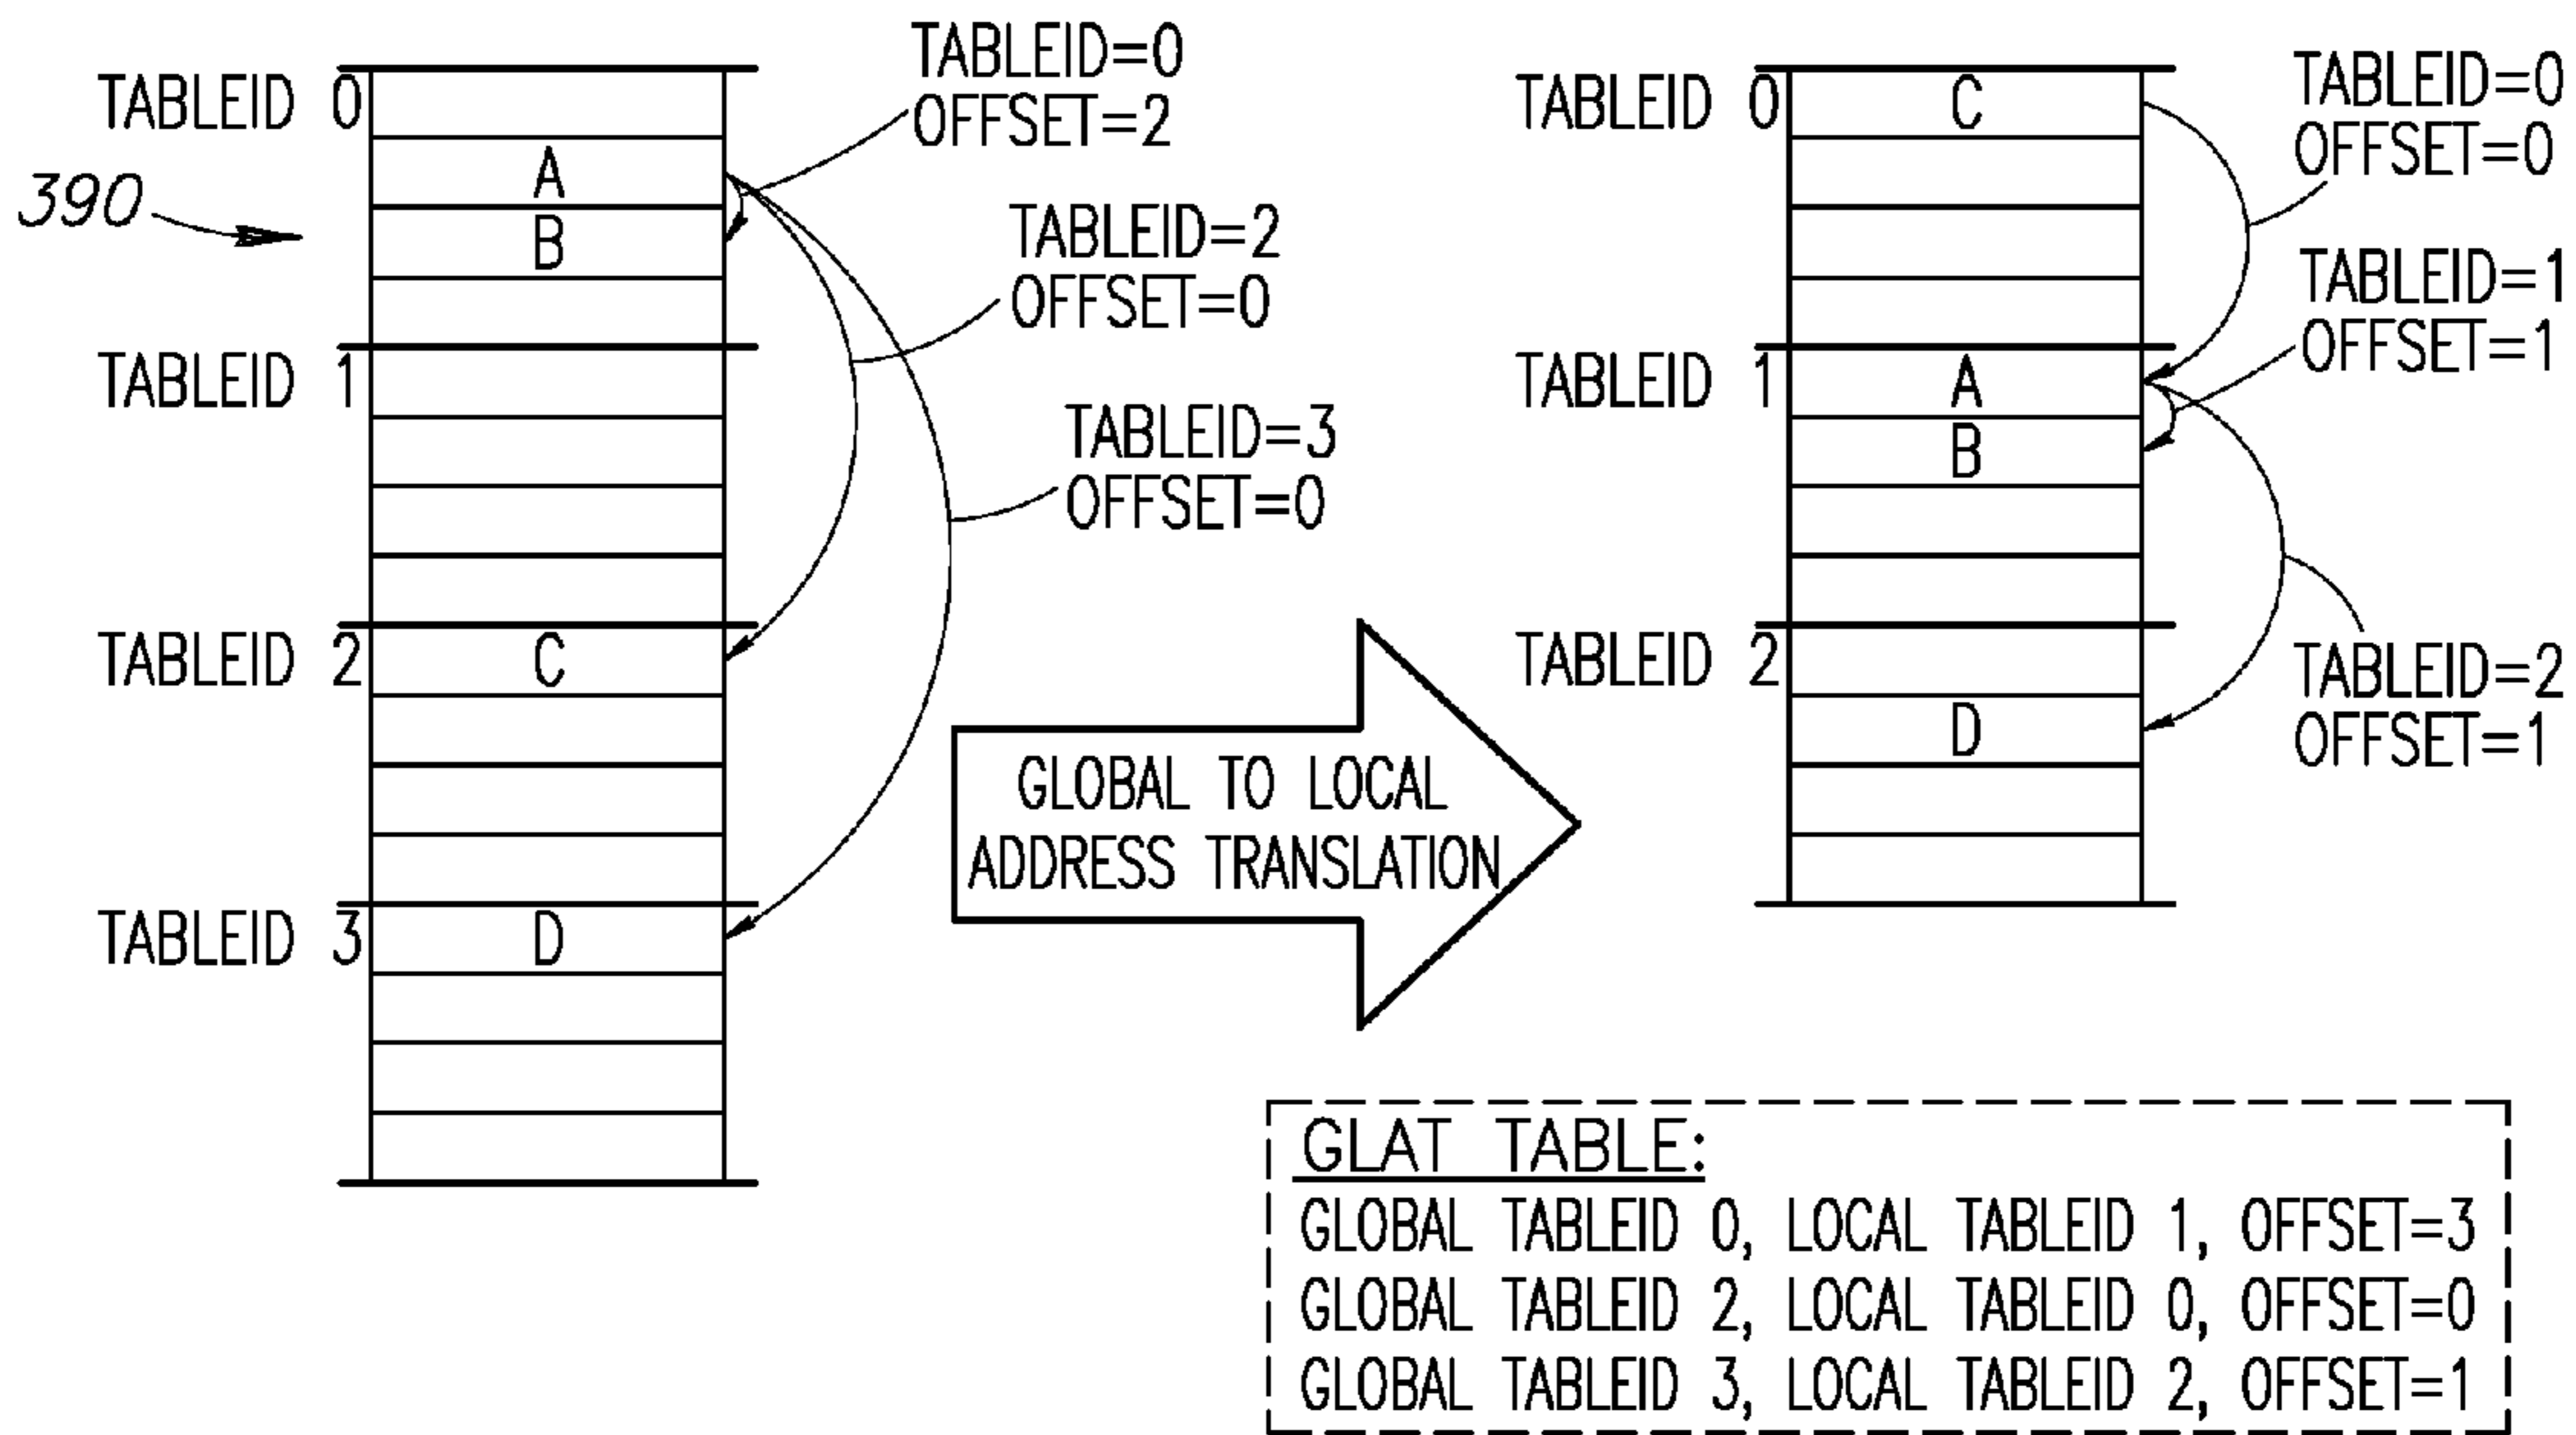 TABLEID 0
A
B
390
TABLEID 1
TABLEID 2
C
TABLEID 3
D
TABLEID=0
OFFSET=2
TABLEID=2
OFFSET=0
TABLEID=3
OFFSET=0
GLOBAL TO LOCAL
ADDRESS TRANSLATION
TABLEID 0
C
TABLEID 1
A
B
TABLEID 2
D
TABLEID=0
OFFSET=0
TABLEID=1
OFFSET=1
TABLEID=2
OFFSET=1
GLAT TABLE:
GLOBAL TABLEID 0, LOCAL TABLEID 1, OFFSET=3
GLOBAL TABLEID 2, LOCAL TABLEID 0, OFFSET=0
GLOBAL TABLEID 3, LOCAL TABLEID 2, OFFSET=1